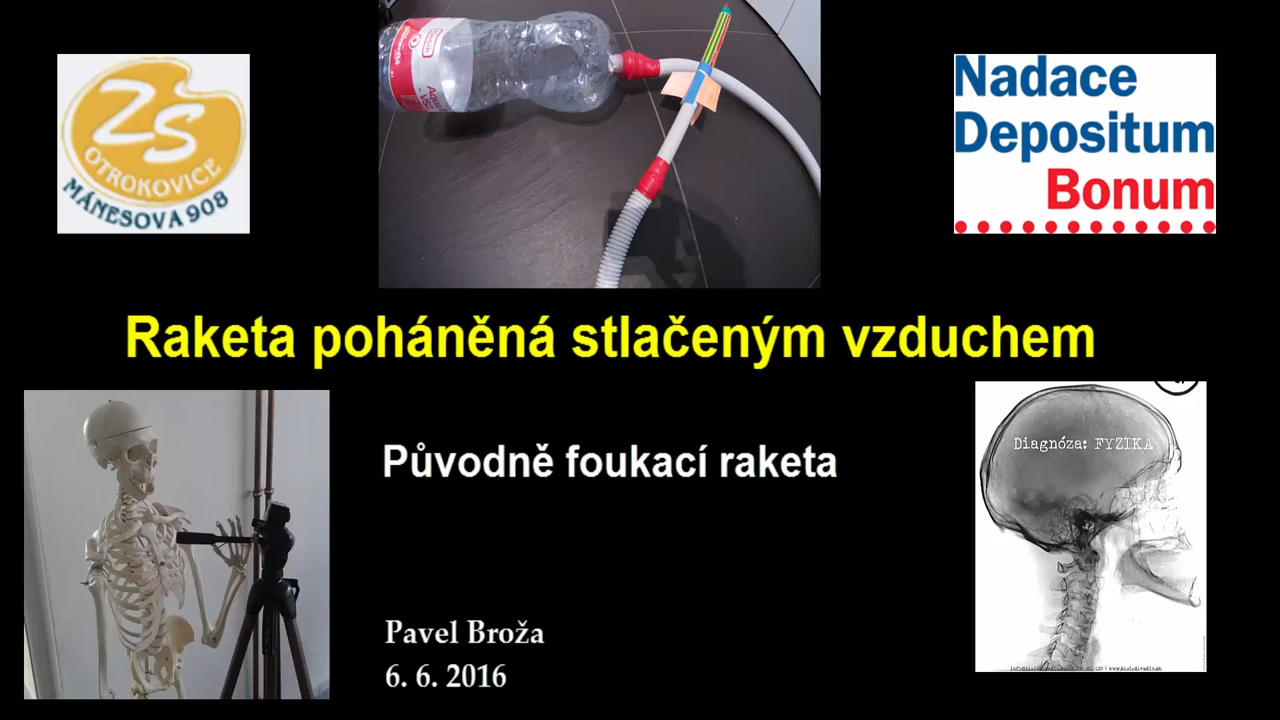 ZŠ
OTROKOVICE
MÁNESOVA 908
Nadace
Depositum
Bonum
Raketa poháněná stlačeným vzduchem
Původně foukací raketa
Diagnóza: FYZIKA
Pavel Broža
6. 6. 2016